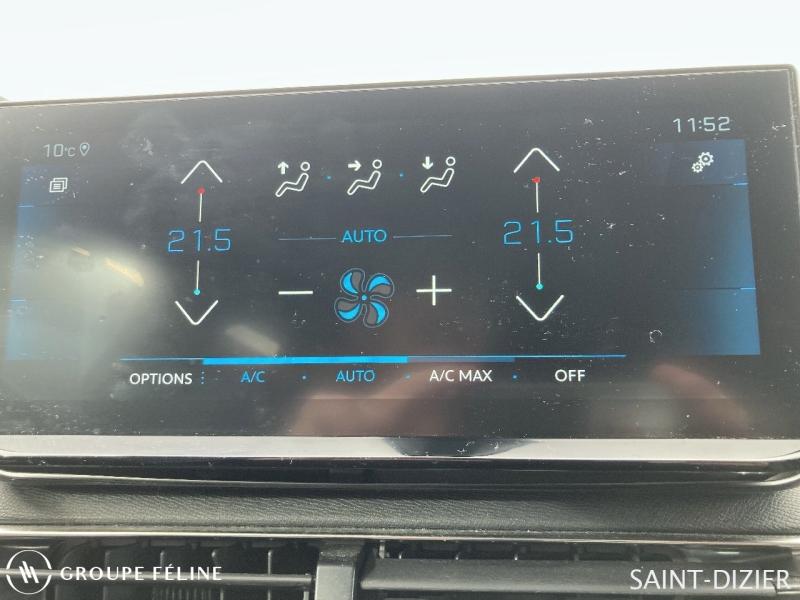 10°C
11:52
21.5
21.5
AUTO
OPTIONS A/C AUTO A/C MAX OFF
GROUPE FÉLINE
SAINT-DIZIER